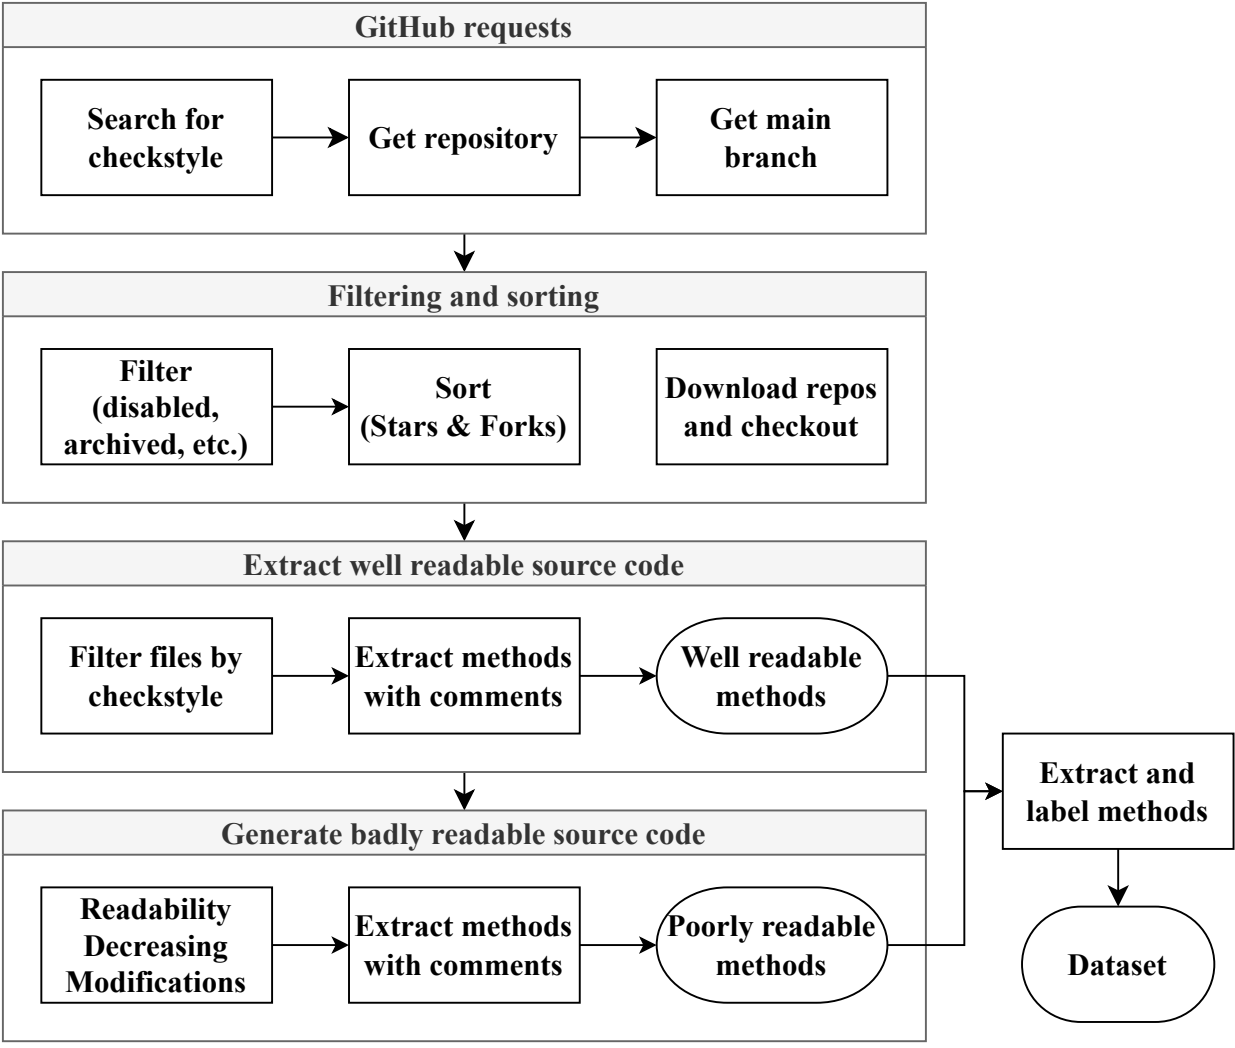 GitHub requests
Search for
checkstyle
Get repository
Get main
branch
Filtering and sorting
Filter
(disabled,
archived, etc.)
Sort
(Stars & Forks)
Download repos
and checkout
Extract well readable source code
Filter files by
checkstyle
Extract methods
with comments
Well readable
methods
Extract and
label methods
Generate badly readable source code
Readability
Decreasing
Modifications
Extract methods
with comments
Poorly readable
methods
Dataset